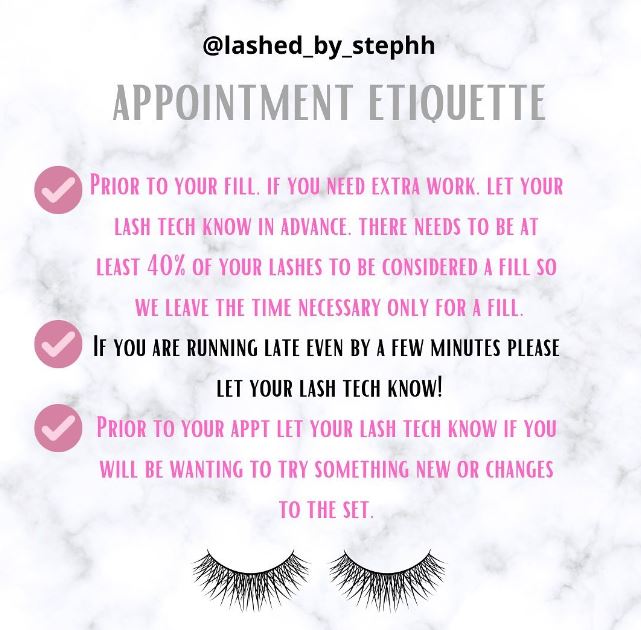 @lashed_by_stephh
APPOINTMENT ETIQUETTE
PRIOR TO YOUR FILL. IF YOU NEED EXTRA WORK. LET YOUR
LASH TECH KNOW IN ADVANCE. THERE NEEDS TO BE AT
LEAST 40% OF YOUR LASHES TO BE CONSIDERED A FILL SO
WE LEAVE THE TIME NECESSARY ONLY FOR A FILL.
IF YOU ARE RUNNING LATE EVEN BY A FEW MINUTES PLEASE
LET YOUR LASH TECH KNOW!
PRIOR TO YOUR APPT LET YOUR LASH TECH KNOW IF YOU
WILL BE WANTING TO TRY SOMETHING NEW OR CHANGES
TO THE SET.